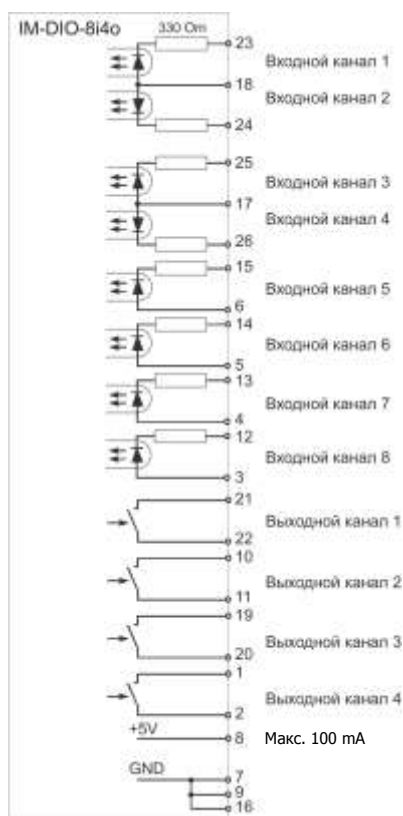 IM-DIO-8i4o 330 Om
23
Входной канал 1
18
Входной канал 2
24
25
Входной канал 3
17
Входной канал 4
26
15
Входной канал 5
6
14
Входной канал 6
5
13
Входной канал 7
4
12
Входной канал 8
3
21
Выходной канал 1
22
10
Выходной канал 2
11
19
Выходной канал 3
20
1
Выходной канал 4
2
+5V
8 Макс. 100 mA
GND
7
9
16